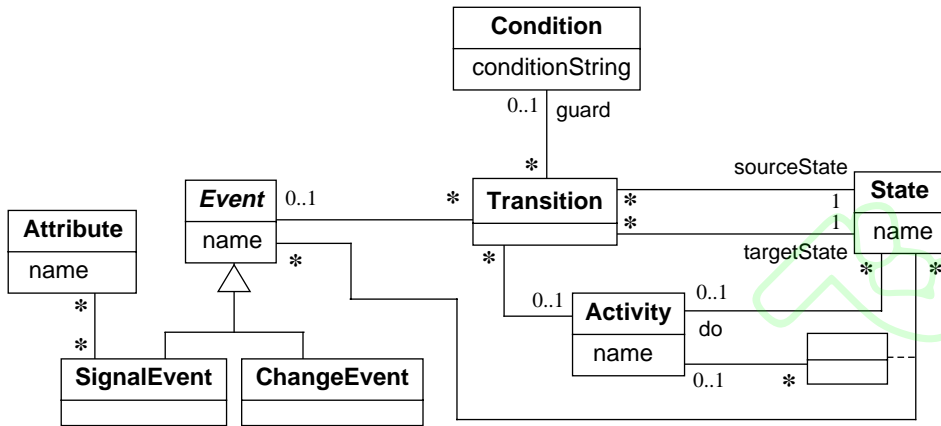 Condition
conditionString
0..1
guard
*
sourceState
Event
0..1
*
Transition
*
1
State
Attribute
name
*
1
name
name
*
*
targetState
*
*
*
0..1
Activity
0..1
do
*
name
0..1
*
SignalEvent
ChangeEvent